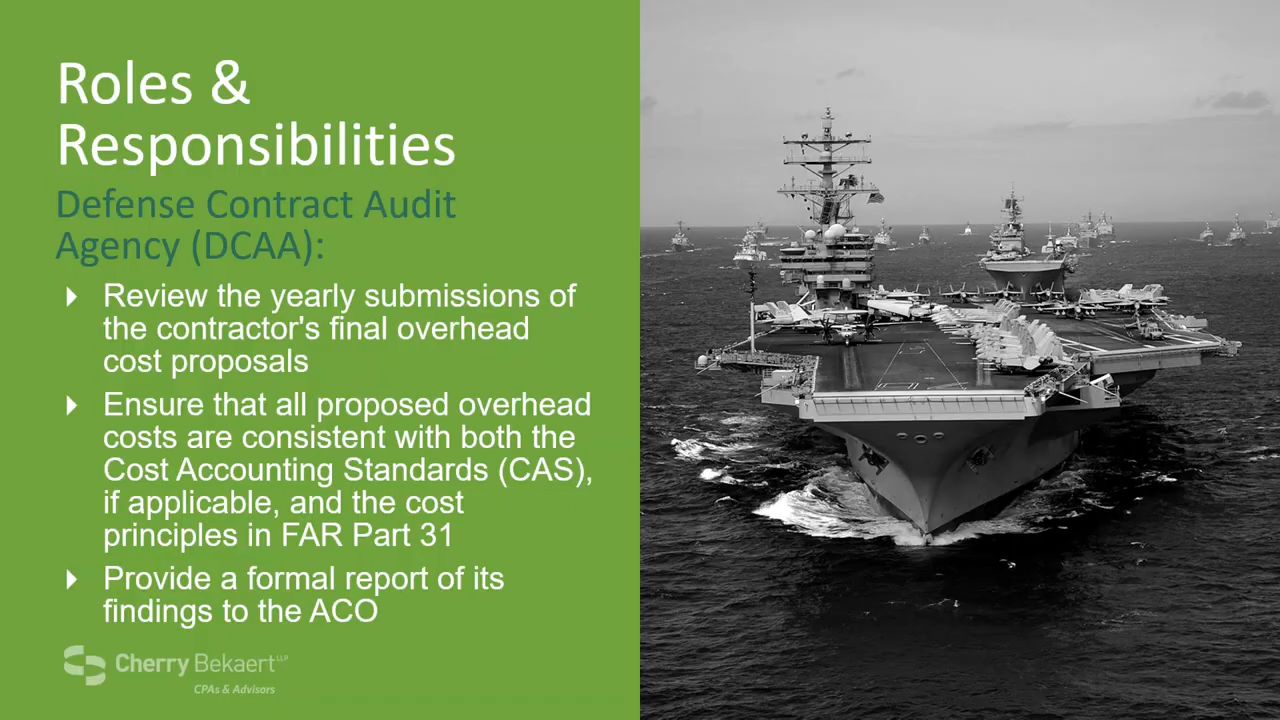 Roles &
Responsibilities
Defense Contract Audit
Agency (DCAA):
Review the yearly submissions of
the contractor's final overhead
cost proposals
Ensure that all proposed overhead
costs are consistent with both the
Cost Accounting Standards (CAS),
if applicable, and the cost
principles in FAR Part 31
Provide a formal report of its
findings to the ACO
Cherry Bekaert LLP
CPAs & Advisors